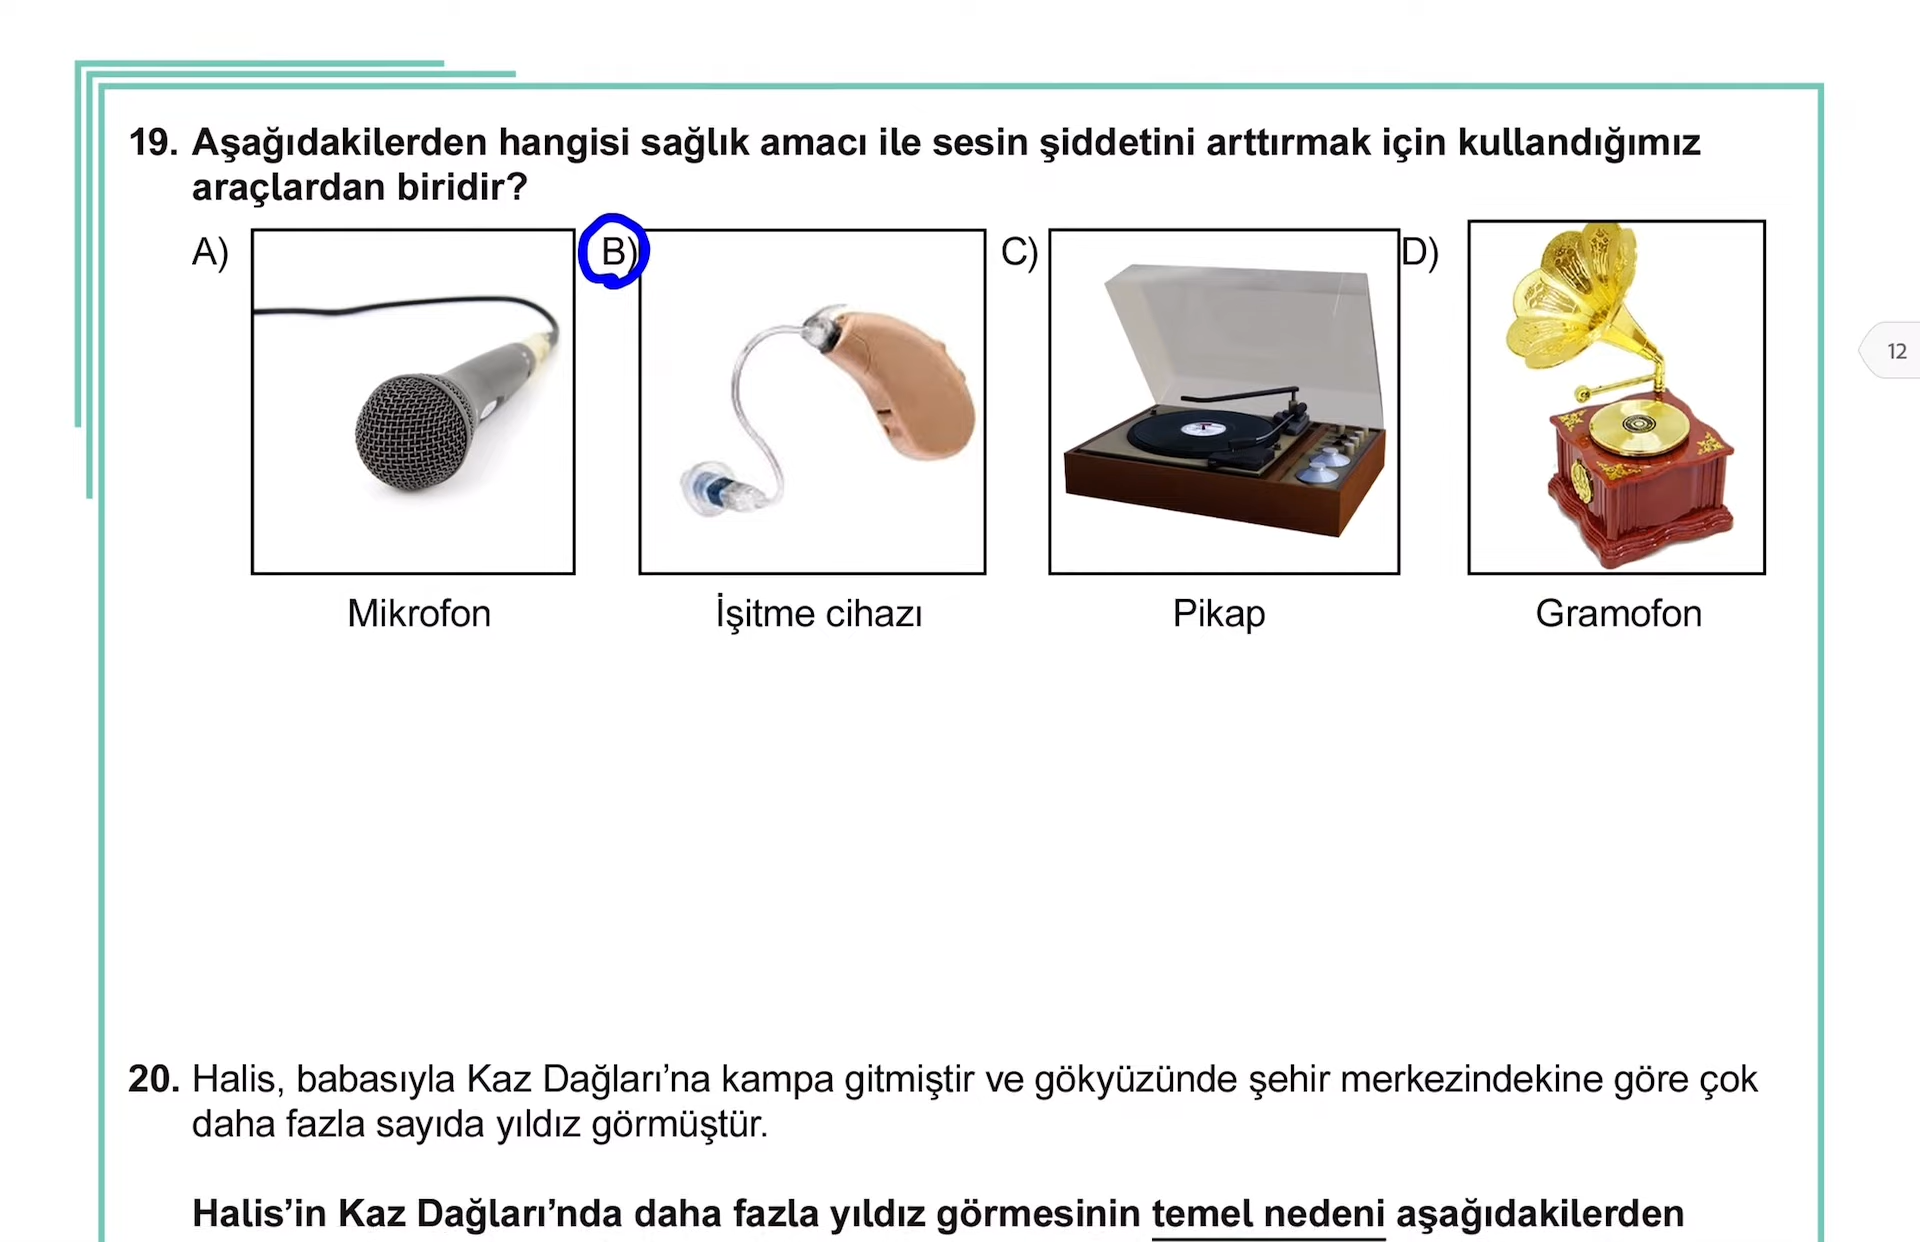 19. Aşağıdakilerden hangisi sağlık amacı ile sesin şiddetini arttırmak için kullandığımız
araçlardan biridir?
A) B) C) D)
Mikrofon İşitme cihazı Pikap Gramofon
12
20. Halis, babasıyla Kaz Dağları’na kampa gitmiştir ve gökyüzünde şehir merkezindekine göre çok
daha fazla sayıda yıldız görmüştür.
Halis’in Kaz Dağları’nda daha fazla yıldız görmesinin temel nedeni aşağıdakilerden